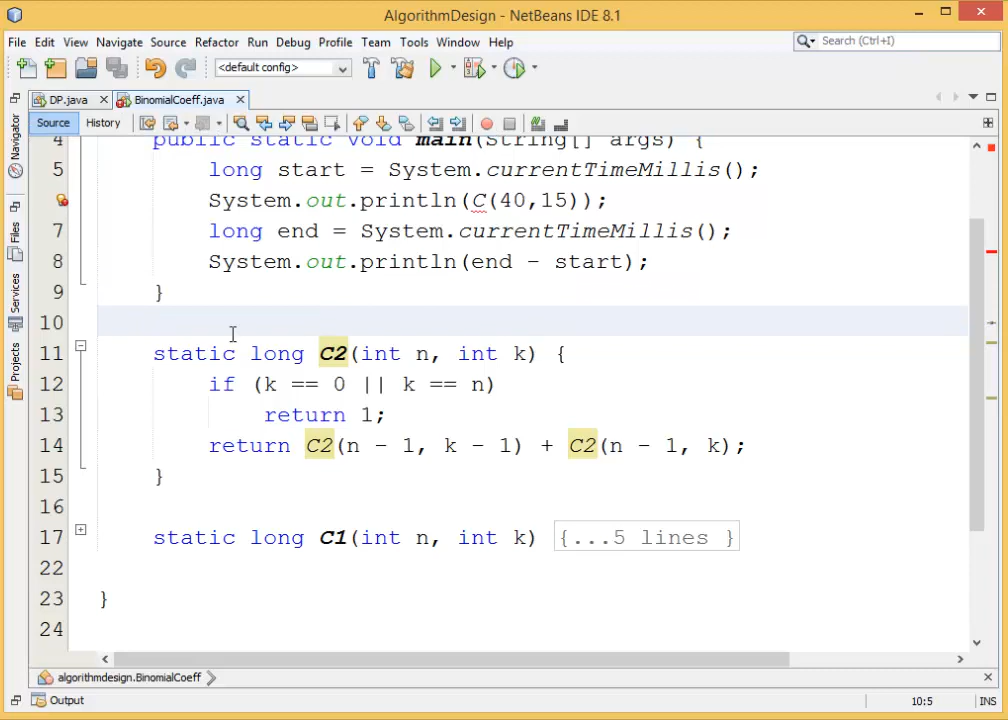 AlgorithmDesign - NetBeans IDE 8.1
File Edit View Navigate Source Refactor Run Debug Profile Team Tools Window Help
Search (Ctrl+I)
<default config>
DP.java
BinomialCoeff.java
Source History
Navigator
Files
Services
Projects
4 public static void main(String[] args) {
5 long start = System.currentTimeMillis();
System.out.println(C(40,15));
7 long end = System.currentTimeMillis();
8 System.out.println(end - start);
9 }
10
11 static long C2(int n, int k) {
12 if (k == 0 || k == n)
13 return 1;
14 return C2(n - 1, k - 1) + C2(n - 1, k);
15 }
16
17 static long C1(int n, int k) {...5 lines }
22
23 }
24
algorithmdesign.BinomialCoeff
Output
10:5 INS